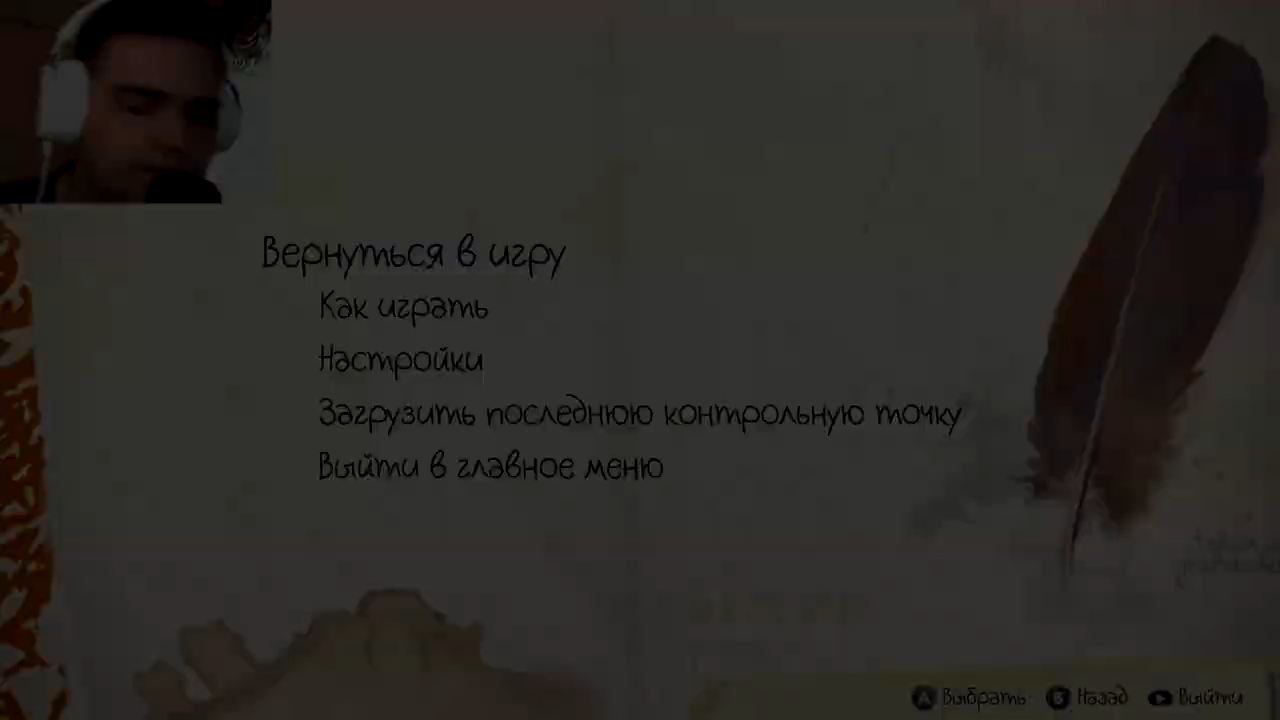 Вернуться в игру
Как играть
Настройки
Загрузить последнюю контрольную точку
Выйти в главное меню
A Выбрать B Назад Выйти